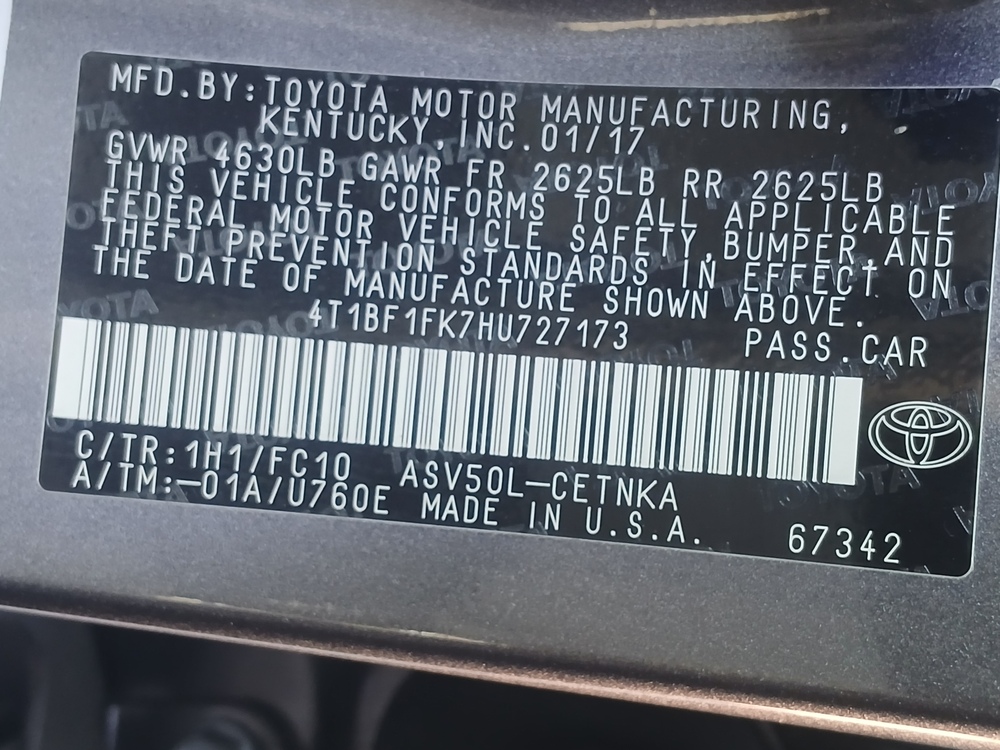 MFD.BY:TOYOTA MOTOR MANUFACTURING,
KENTUCKY,INC.01/17
GVWR 4630LB GAWR FR 2625LB RR 2625LB
THIS VEHICLE CONFORMS TO ALL APPLICABLE
FEDERAL MOTOR VEHICLE SAFETY,BUMPER,AND
THEFT PREVENTION STANDARDS IN EFFECT ON
THE DATE OF MANUFACTURE SHOWN ABOVE.
4T1BF1FK7HU727173 PASS.CAR
C/TR:1H1/FC10 ASV50L-CETNKA
A/TM:-01A/U760E MADE IN U.S.A. 67342